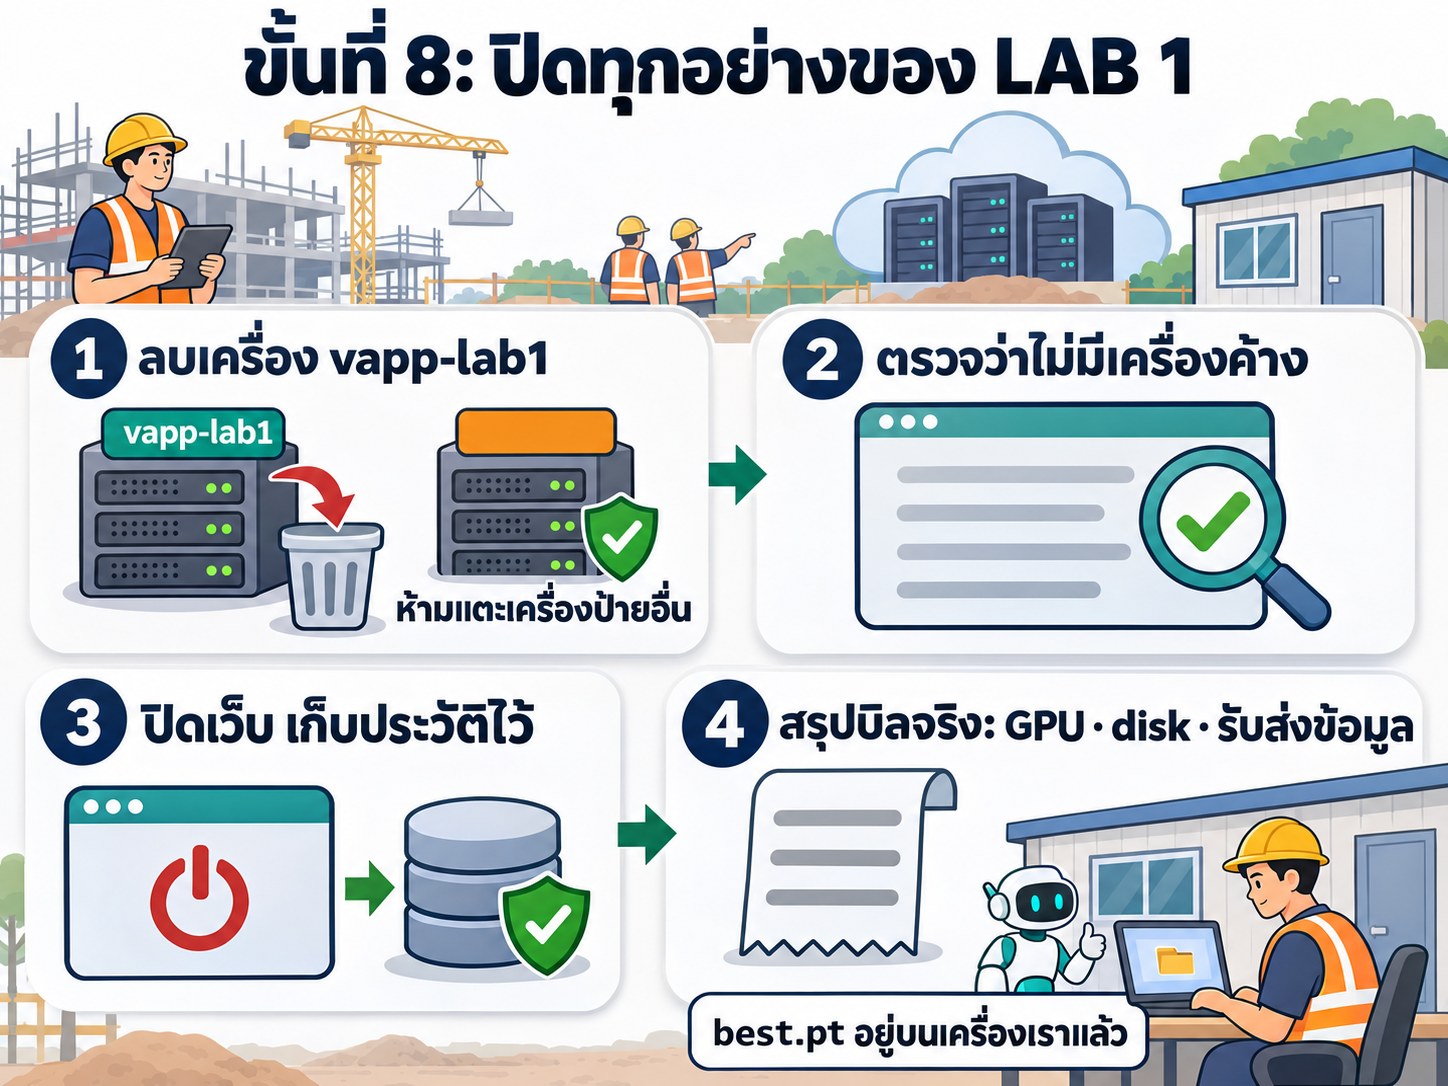 ขั้นที่ 8: ปิดทุกอย่างของ LAB 1
1 ลบเครื่อง vapp-lab1
vapp-lab1
ห้ามแตะเครื่องป้ายอื่น
2 ตรวจว่าไม่มีเครื่องค้าง
3 ปิดเว็บ เก็บประวัติไว้
4 สรุปบิลจริง: GPU · disk · รับส่งข้อมูล
best.pt อยู่บนเครื่องเราแล้ว